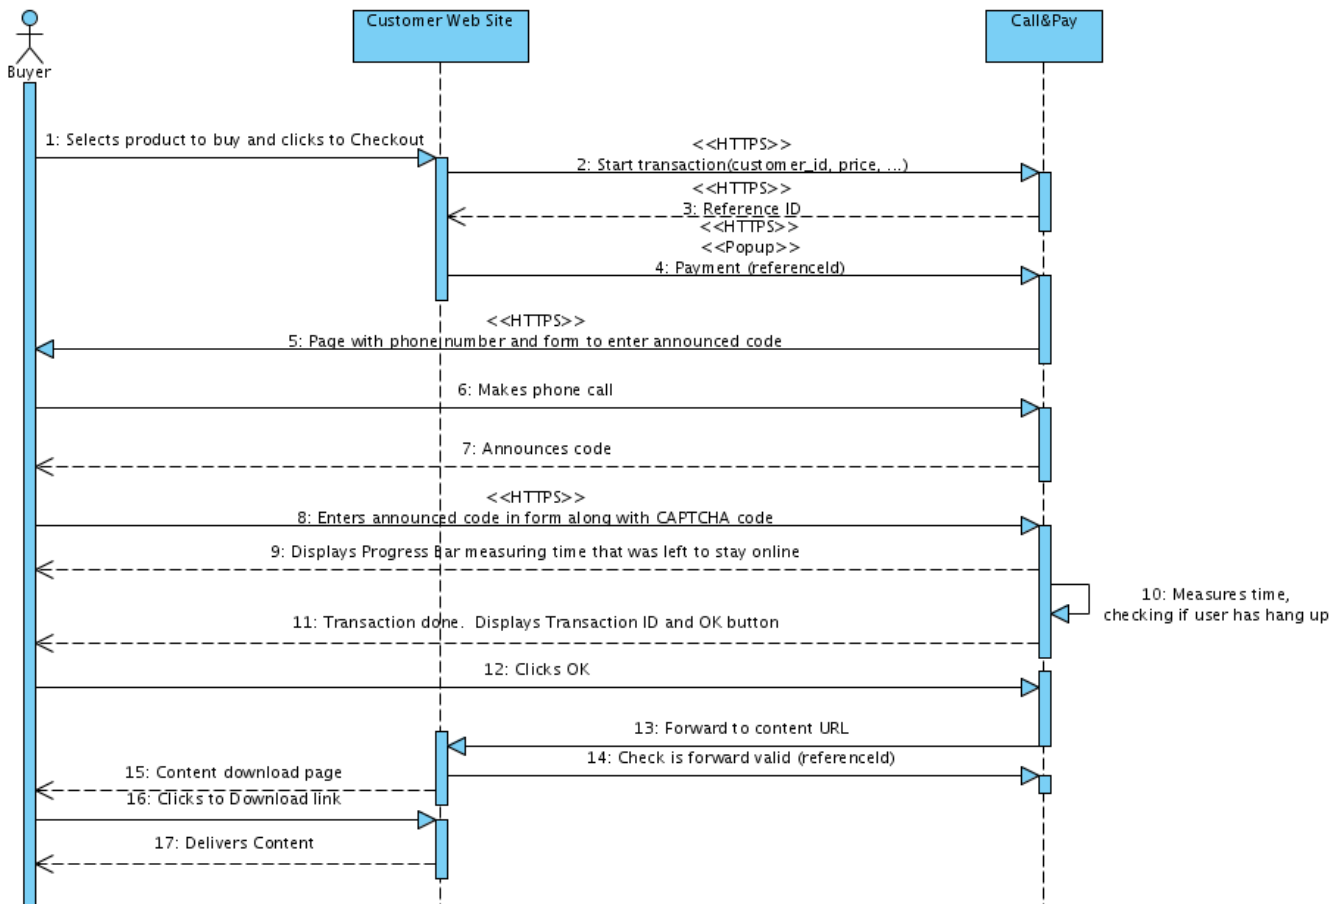 Customer Web Site
Call&Pay
Buyer
1: Selects product to buy and clicks to Checkout
<<HTTPS>>
2: Start transaction(customer_id, price, ...)
<<HTTPS>>
3: Reference ID
<<HTTPS>>
<<Popup>>
4: Payment (referenceId)
<<HTTPS>>
5: Page with phone number and form to enter announced code
6: Makes phone call
7: Announces code
<<HTTPS>>
8: Enters announced code in form along with CAPTCHA code
9: Displays Progress Bar measuring time that was left to stay online
10: Measures time,
checking if user has hang up
11: Transaction done.  Displays Transaction ID and OK button
12: Clicks OK
13: Forward to content URL
14: Check is forward valid (referenceId)
15: Content download page
16: Clicks to Download link
17: Delivers Content